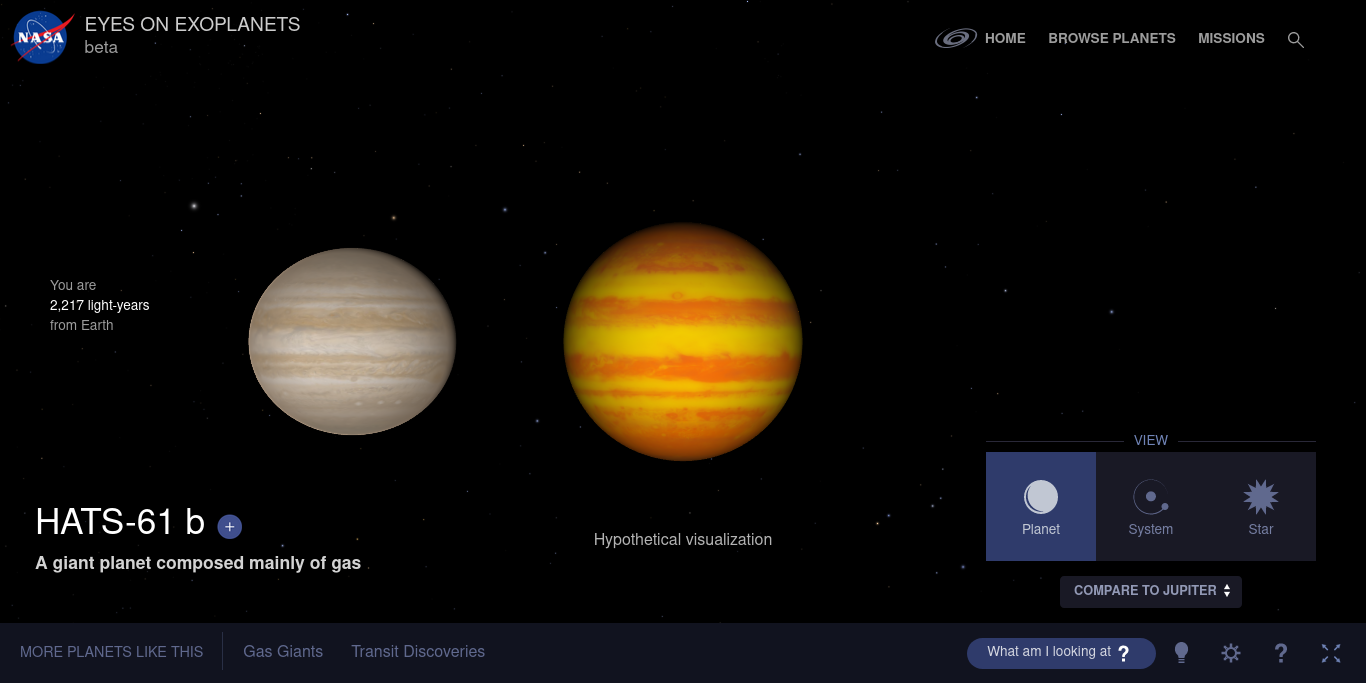 NASA
EYES ON EXOPLANETS
beta
HOME
BROWSE PLANETS
MISSIONS
You are
2,217 light-years
from Earth
HATS-61 b
+
A giant planet composed mainly of gas
Hypothetical visualization
VIEW
Planet
System
Star
COMPARE TO JUPITER
MORE PLANETS LIKE THIS
Gas Giants
Transit Discoveries
What am I looking at ?
?